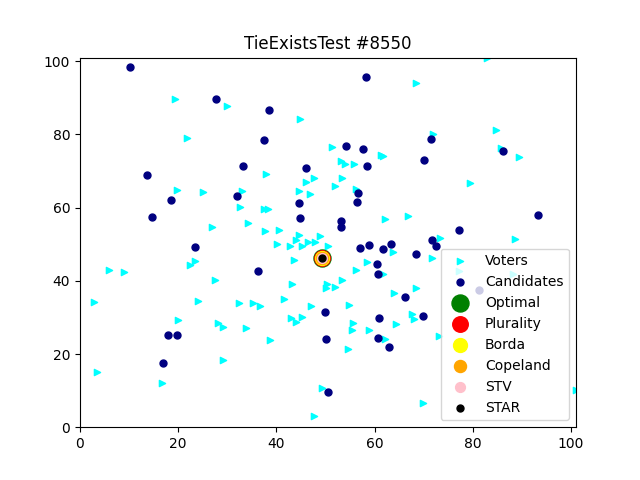 TieExistsTest #8550
100
80
60
40
20
0
0
20
40
60
80
100
Voters
Candidates
Optimal
Plurality
Borda
Copeland
STV
STAR